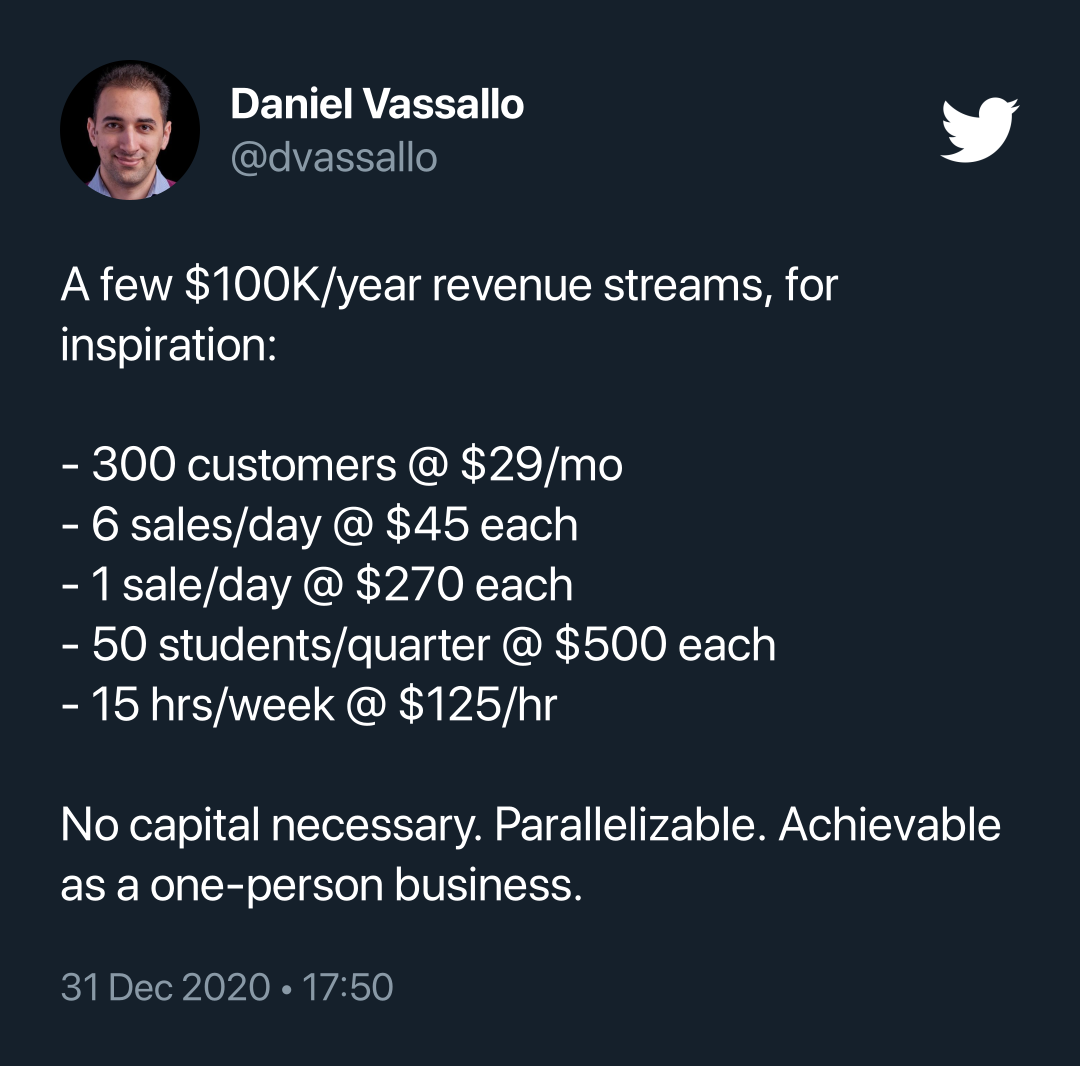 Daniel Vassallo
@dvassallo
A few $100K/year revenue streams, for
inspiration:
- 300 customers @ $29/mo
- 6 sales/day @ $45 each
- 1 sale/day @ $270 each
- 50 students/quarter @ $500 each
- 15 hrs/week @ $125/hr
No capital necessary. Parallelizable. Achievable
as a one-person business.
31 Dec 2020 • 17:50